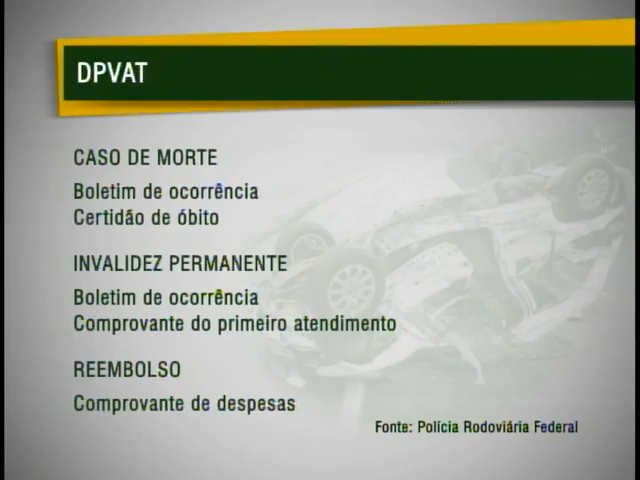 DPVAT
CASO DE MORTE
Boletim de ocorrência
Certidão de óbito
INVALIDEZ PERMANENTE
Boletim de ocorrência
Comprovante do primeiro atendimento
REEMBOLSO
Comprovante de despesas
Fonte: Polícia Rodoviária Federal